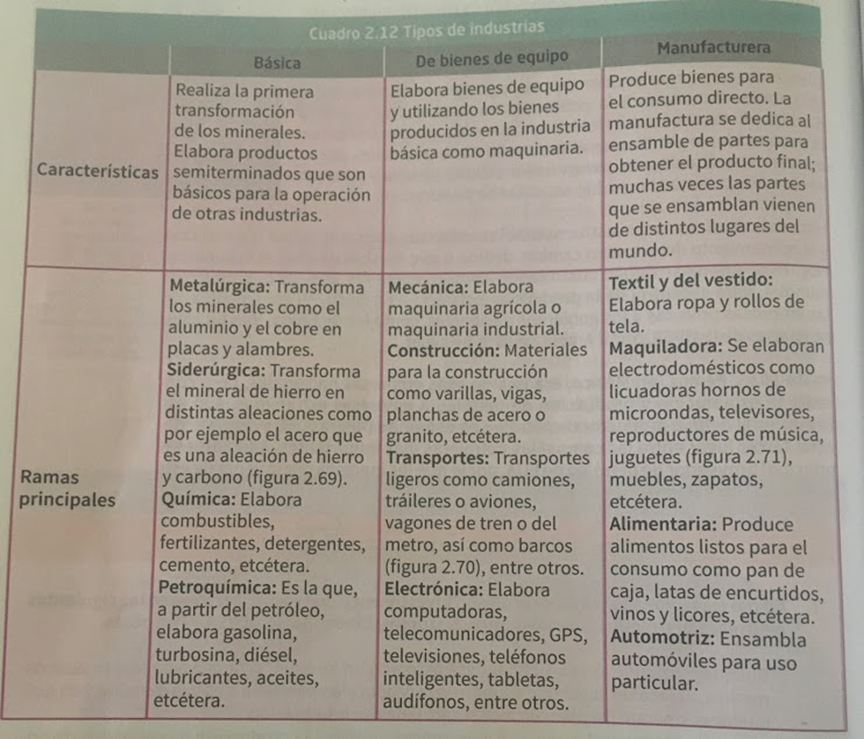 Cuadro 2.12 Tipos de industrias
Básica
De bienes de equipo
Manufacturera
Características
Realiza la primera
transformación
de los minerales.
Elabora productos
semiterminados que son
básicos para la operación
de otras industrias.
Elabora bienes de equipo
y utilizando los bienes
producidos en la industria
básica como maquinaria.
Produce bienes para
el consumo directo. La
manufactura se dedica al
ensamble de partes para
obtener el producto final;
muchas veces las partes
que se ensamblan vienen
de distintos lugares del
mundo.
Ramas
principales
Metalúrgica: Transforma
los minerales como el
aluminio y el cobre en
placas y alambres.
Siderúrgica: Transforma
el mineral de hierro en
distintas aleaciones como
por ejemplo el acero que
es una aleación de hierro
y carbono (figura 2.69).
Química: Elabora
combustibles,
fertilizantes, detergentes,
cemento, etcétera.
Petroquímica: Es la que,
a partir del petróleo,
elabora gasolina,
turbosina, diésel,
lubricantes, aceites,
etcétera.
Mecánica: Elabora
maquinaria agrícola o
maquinaria industrial.
Construcción: Materiales
para la construcción
como varillas, vigas,
planchas de acero o
granito, etcétera.
Transportes: Transportes
ligeros como camiones,
tráileres o aviones,
vagones de tren o del
metro, así como barcos
(figura 2.70), entre otros.
Electrónica: Elabora
computadoras,
telecomunicadores, GPS,
televisiones, teléfonos
inteligentes, tabletas,
audífonos, entre otros.
Textil y del vestido:
Elabora ropa y rollos de
tela.
Maquiladora: Se elaboran
electrodomésticos como
licuadoras hornos de
microondas, televisores,
reproductores de música,
juguetes (figura 2.71),
muebles, zapatos,
etcétera.
Alimentaria: Produce
alimentos listos para el
consumo como pan de
caja, latas de encurtidos,
vinos y licores, etcétera.
Automotriz: Ensambla
automóviles para uso
particular.